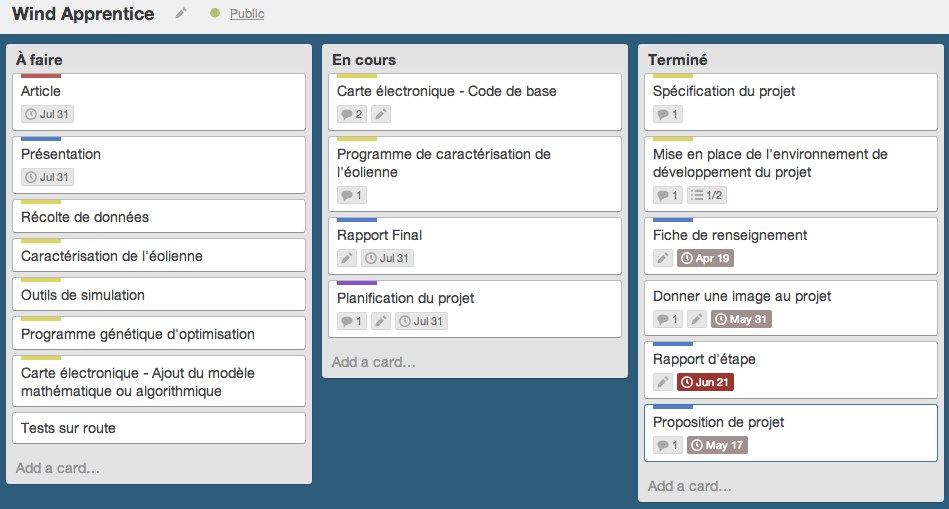 Wind Apprentice Public
À faire
Article
Jul 31
Présentation
Jul 31
Récolte de données
Caractérisation de l'éolienne
Outils de simulation
Programme génétique d'optimisation
Carte électronique - Ajout du modèle
mathématique ou algorithmique
Tests sur route
Add a card…
En cours
Carte électronique - Code de base
2
Programme de caractérisation de
l'éolienne
1
Rapport Final
Jul 31
Planification du projet
1 Jul 31
Add a card…
Terminé
Spécification du projet
1
Mise en place de l'environnement de
développement du projet
1 1/2
Fiche de renseignement
Apr 19
Donner une image au projet
1 May 31
Rapport d'étape
Jun 21
Proposition de projet
1 May 17
Add a card…